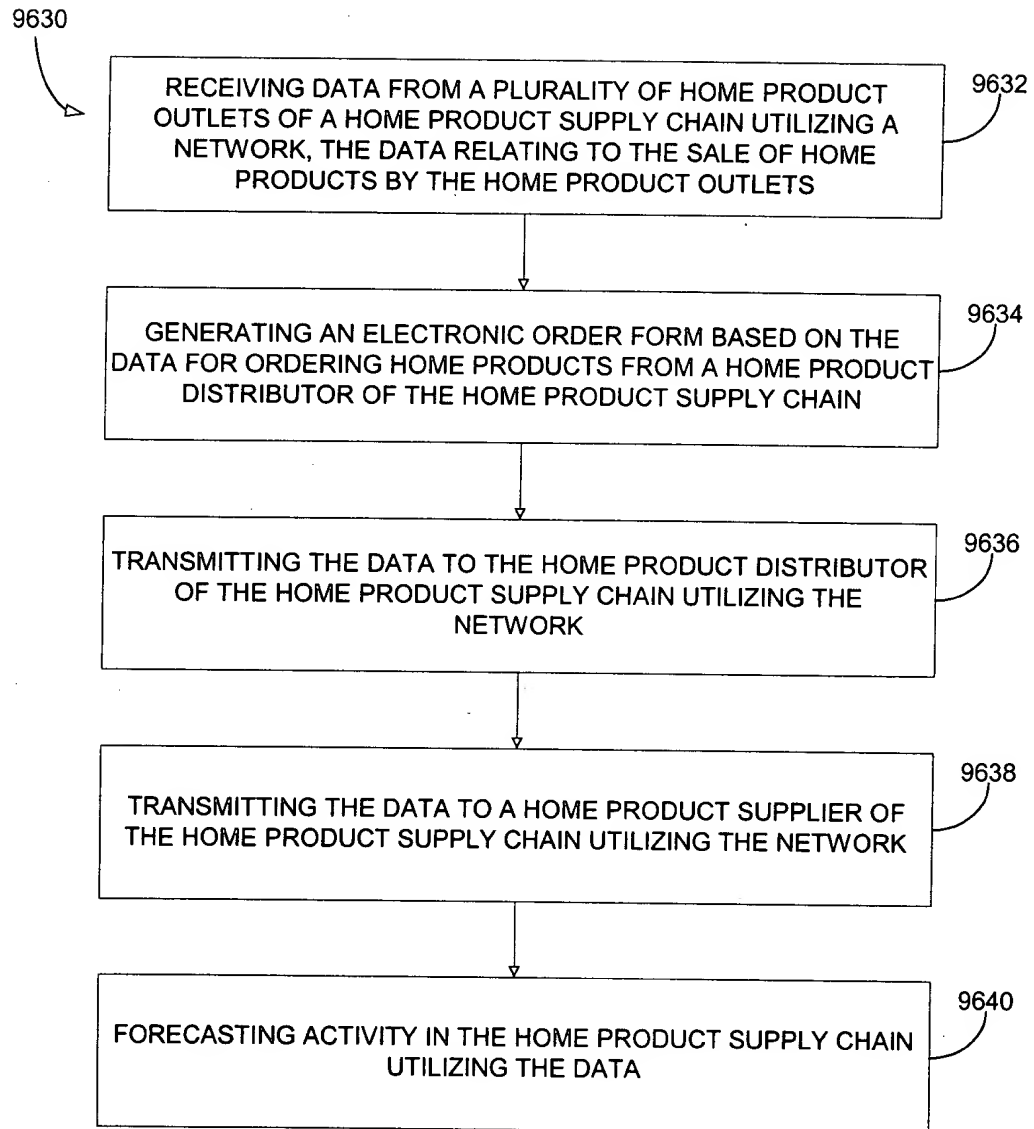 9630
RECEIVING DATA FROM A PLURALITY OF HOME PRODUCT
OUTLETS OF A HOME PRODUCT SUPPLY CHAIN UTILIZING A
NETWORK, THE DATA RELATING TO THE SALE OF HOME
PRODUCTS BY THE HOME PRODUCT OUTLETS
9632
GENERATING AN ELECTRONIC ORDER FORM BASED ON THE
DATA FOR ORDERING HOME PRODUCTS FROM A HOME PRODUCT
DISTRIBUTOR OF THE HOME PRODUCT SUPPLY CHAIN
9634
TRANSMITTING THE DATA TO THE HOME PRODUCT DISTRIBUTOR
OF THE HOME PRODUCT SUPPLY CHAIN UTILIZING THE
NETWORK
9636
TRANSMITTING THE DATA TO A HOME PRODUCT SUPPLIER OF
THE HOME PRODUCT SUPPLY CHAIN UTILIZING THE NETWORK
9638
FORECASTING ACTIVITY IN THE HOME PRODUCT SUPPLY CHAIN
UTILIZING THE DATA
9640